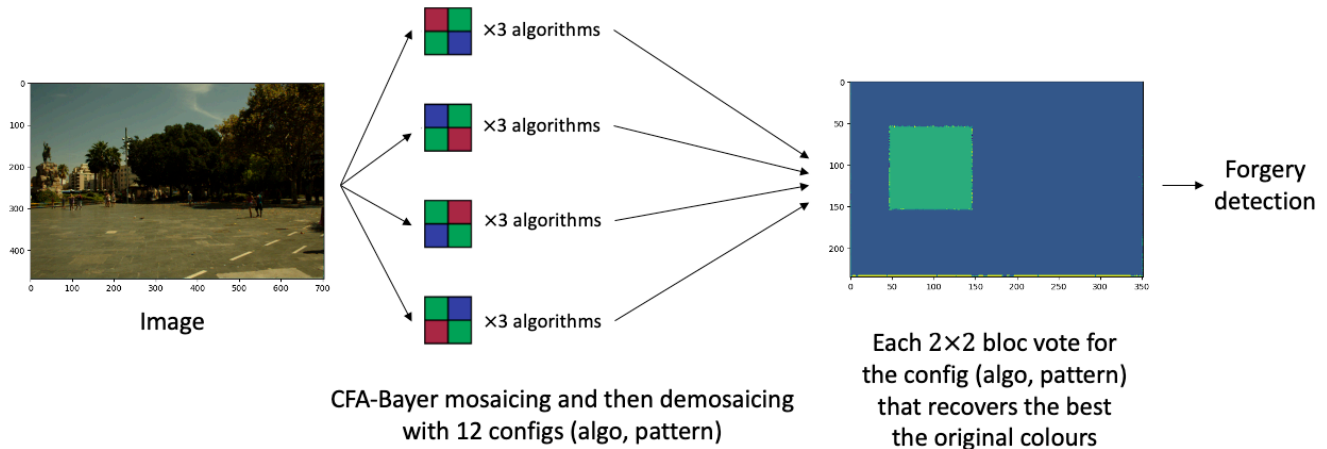 ×3 algorithms
×3 algorithms
×3 algorithms
×3 algorithms
0
100
200
300
400
0 100 200 300 400 500 600 700
Image
CFA-Bayer mosaicing and then demosaicing
with 12 configs (algo, pattern)
0
50
100
150
200
0 50 100 150 200 250 300 350
Each 2×2 bloc vote for
the config (algo, pattern)
that recovers the best
the original colours
Forgery
detection